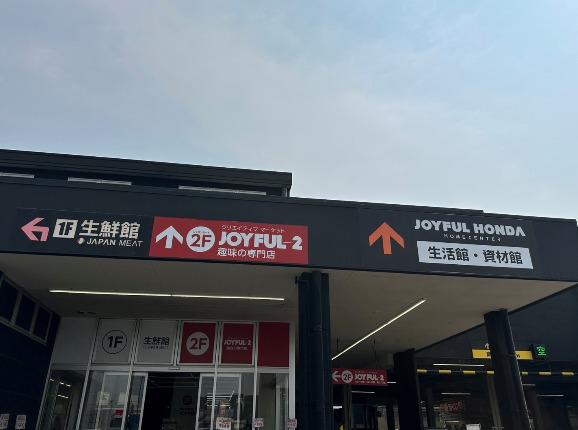 1F 生鮮館
JAPAN MEAT
クリエイティブ マーケット
2F JOYFUL-2
趣味の専門店
JOYFUL HONDA
HOMECENTER
生活館・資材館
1F
生鮮館
2F
JOYFUL-2
2F JOYFUL-2